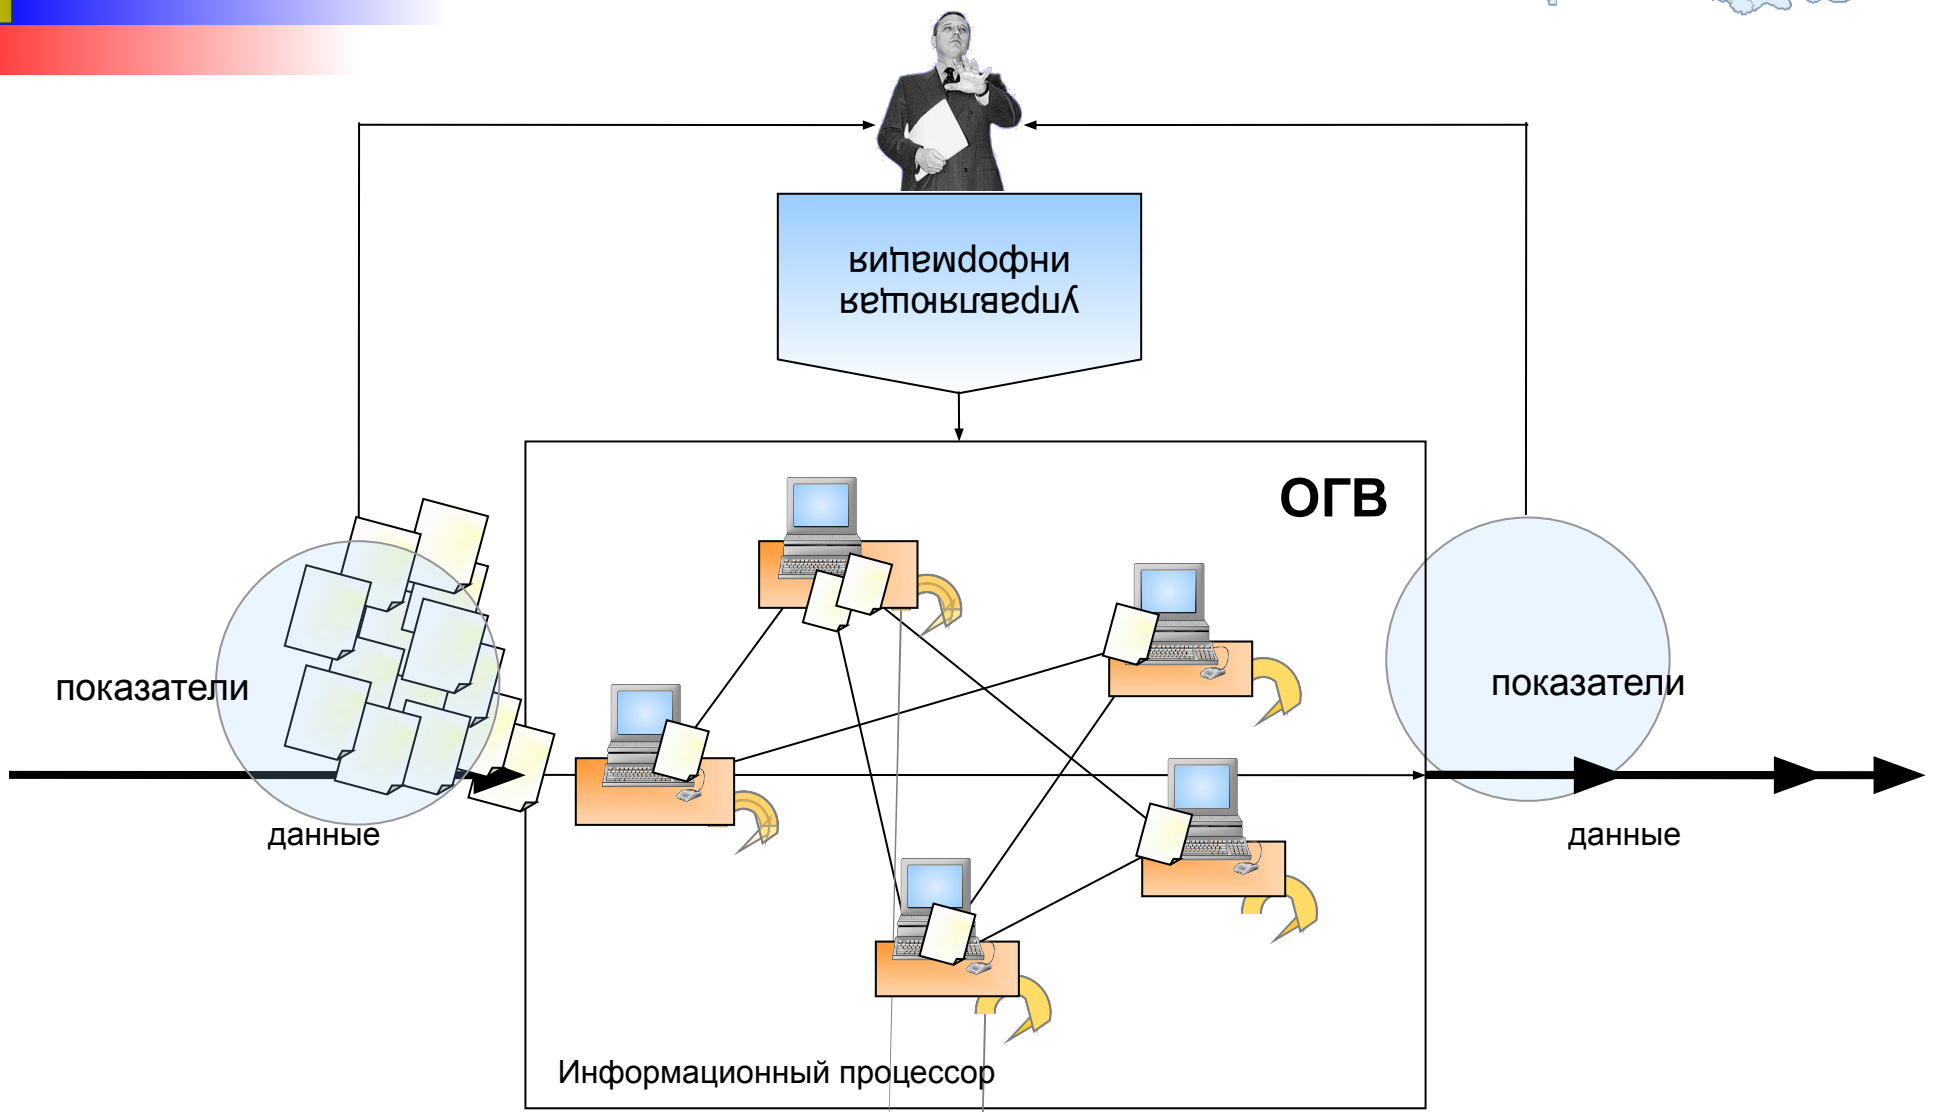 управляющая
информация
ОГВ
показатели
показатели
данные
данные
Информационный процессор